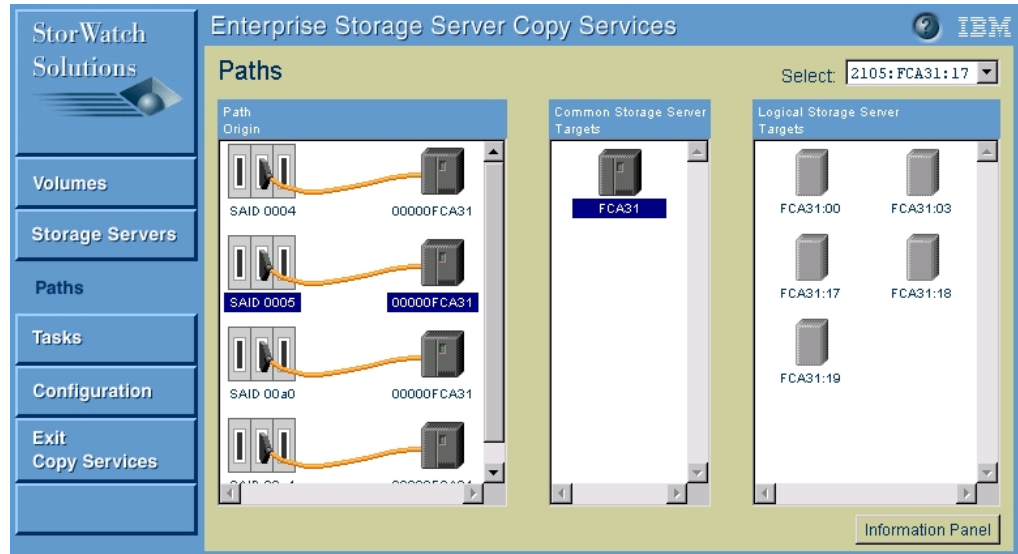 StorWatch
Solutions
Enterprise Storage Server Copy Services
IBM
Paths
Select: 2105:FCA31:17
Volumes
Storage Servers
Paths
Tasks
Configuration
Exit
Copy Services
Path
Origin
SAID 0004 00000FCA31
SAID 0005 00000FCA31
SAID 00a0 00000FCA31
Common Storage Server
Targets
FCA31
Logical Storage Server
Targets
FCA31:00 FCA31:03
FCA31:17 FCA31:18
FCA31:19
Information Panel